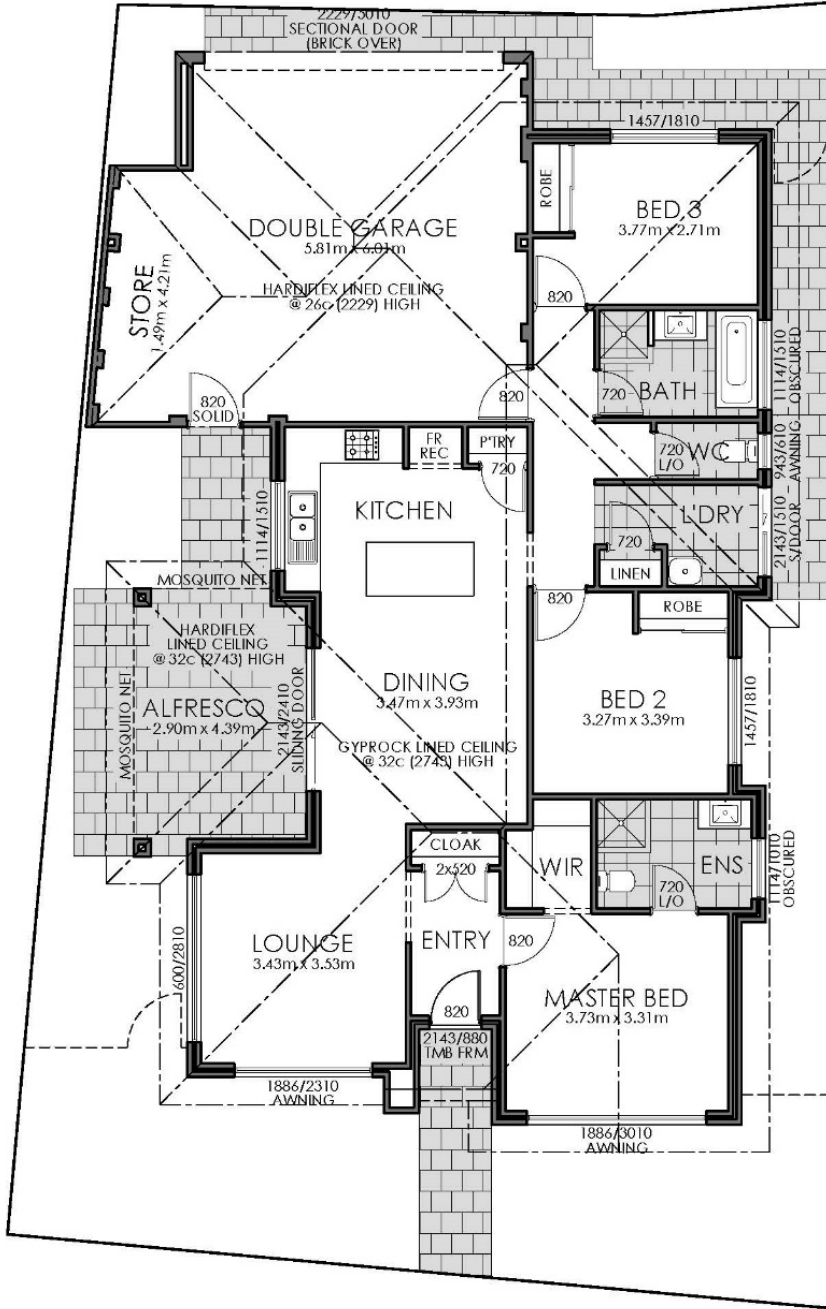 2229/5010
SECTIONAL DOOR
(BRICK OVER)
1457/1810
ROBE
BED 3
3.77m x 2.71m
DOUBLE GARAGE
5.81m x 6.01m
HARDIFLEX LINED CEILING
@ 26c (2229) HIGH
STORE
1.49m x 4.21m
820
820
SOLID
820
720
BATH
1114/1510
OBSCURED
FR
REC
P'TRY
720
720
L/O
WC
943/610
AWNING
KITCHEN
1114/1510
L'DRY
720
LINEN
2143/1510
S/DOOR
MOSQUITO NET
820
ROBE
HARDIFLEX
LINED CEILING
@ 32c (2743) HIGH
MOSQUITO NET
ALFRESCO
2.90m x 4.39m
2143/2410
SLIDING DOOR
DINING
3.47m x 3.93m
GYPROCK LINED CEILING
@ 32c (2743) HIGH
BED 2
3.27m x 3.39m
1457/1810
CLOAK
2x520
WIR
ENS
720
L/O
1114/1010
OBSCURED
600/2810
LOUNGE
3.43m x 3.53m
ENTRY
820
MASTER BED
3.73m x 3.31m
820
2143/880
TMB FRM
1886/2310
AWNING
1886/3010
AWNING